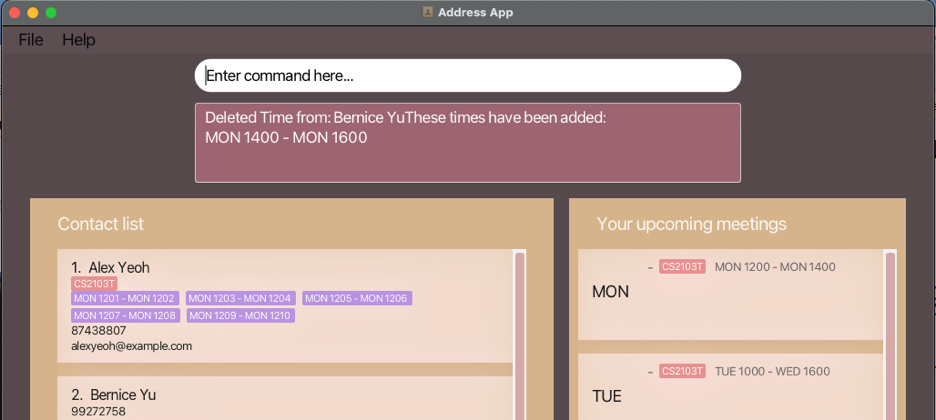 Address App
File Help
Enter command here...
Deleted Time from: Bernice YuThese times have been added:
MON 1400 - MON 1600
Contact list
1. Alex Yeoh
CS2103T
MON 1201 - MON 1202 MON 1203 - MON 1204 MON 1205 - MON 1206
MON 1207 - MON 1208 MON 1209 - MON 1210
87438807
alexyeoh@example.com
2. Bernice Yu
99272758
Your upcoming meetings
- CS2103T MON 1200 - MON 1400
MON
- CS2103T TUE 1000 - WED 1600
TUE